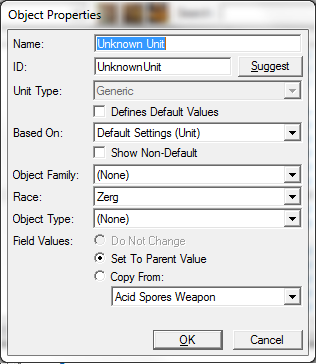 Object Properties
Name: Unknown Unit
ID: UnknownUnit Suggest
Unit Type: Generic
Defines Default Values
Based On: Default Settings (Unit)
Show Non-Default
Object Family: (None)
Race: Zerg
Object Type: (None)
Field Values: Do Not Change
Set To Parent Value
Copy From:
Acid Spores Weapon
OK Cancel